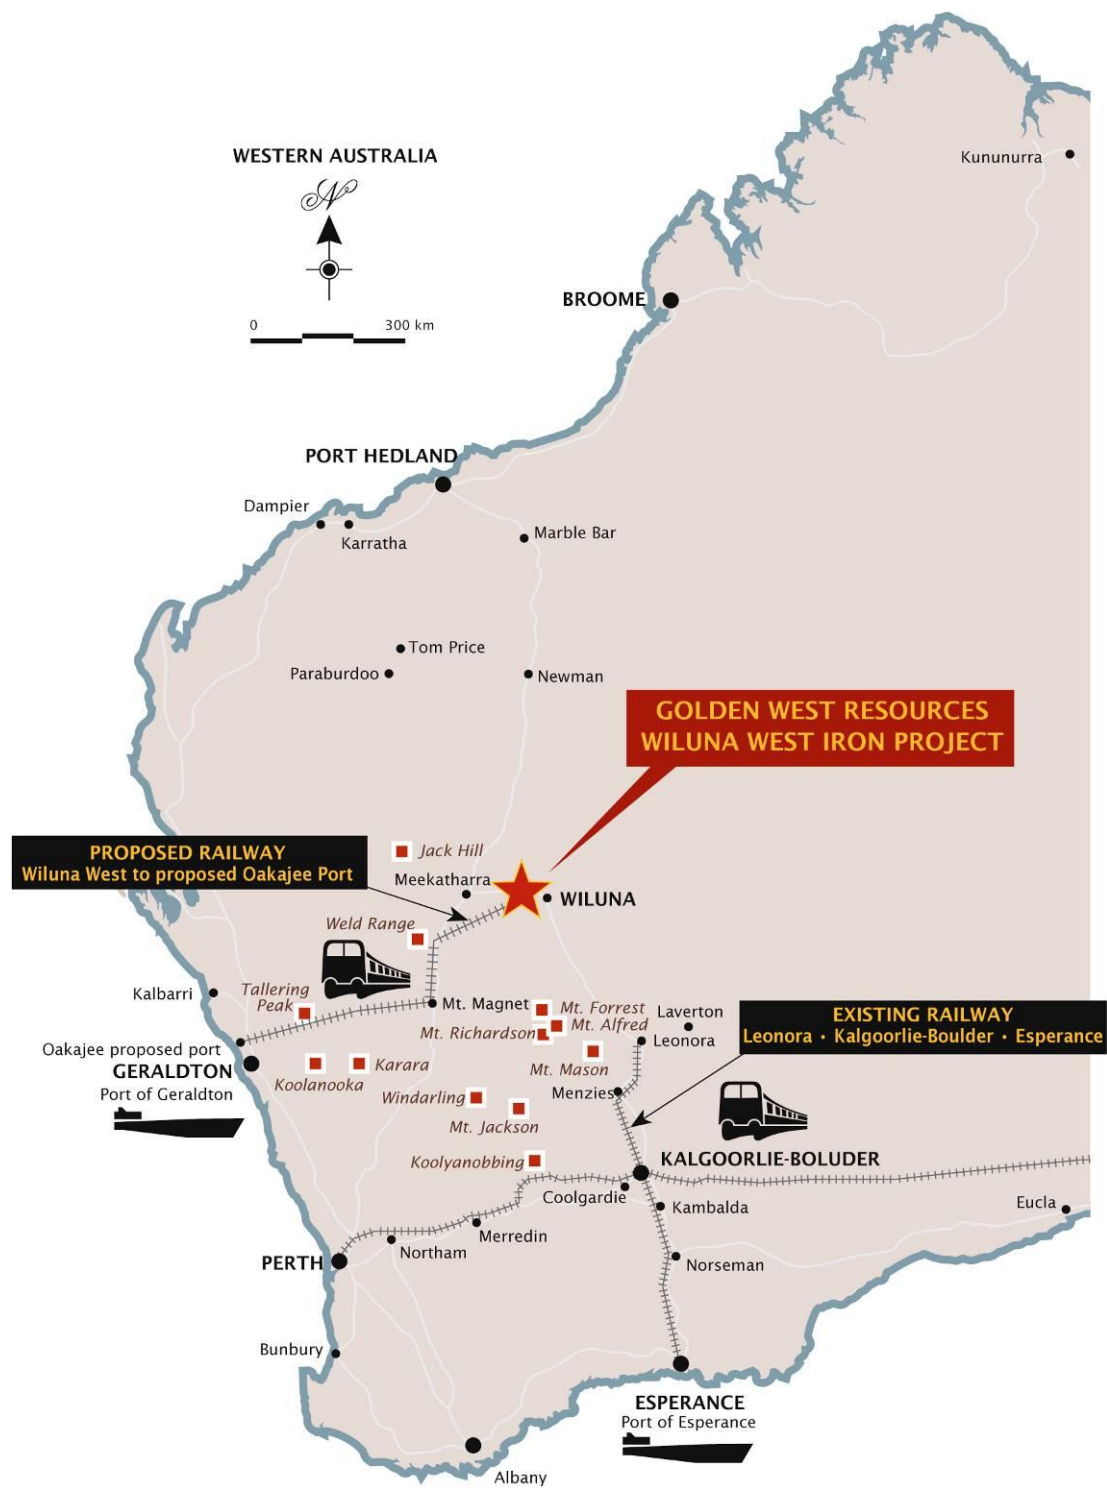 WESTERN AUSTRALIA
N
0 300 km
Kununurra
BROOME
PORT HEDLAND
Dampier
Karratha
Marble Bar
Tom Price
Paraburdoo
Newman
GOLDEN WEST RESOURCES
WILUNA WEST IRON PROJECT
PROPOSED RAILWAY
Wiluna West to proposed Oakajee Port
Jack Hill
Meekatharra
WILUNA
Weld Range
Kalbarri
Tallering
Peak
Mt. Magnet
Mt. Forrest
Mt. Alfred
Mt. Richardson
Laverton
Leonora
EXISTING RAILWAY
Leonora • Kalgoorlie-Boulder • Esperance
Oakajee proposed port
GERALDTON
Port of Geraldton
Koolanooka
Karara
Mt. Mason
Menzies
Windarling
Mt. Jackson
Koolyanobbing
KALGOORLIE-BOLUDER
Coolgardie
Kambalda
Eucla
Merredin
Northam
PERTH
Norseman
Bunbury
ESPERANCE
Port of Esperance
Albany